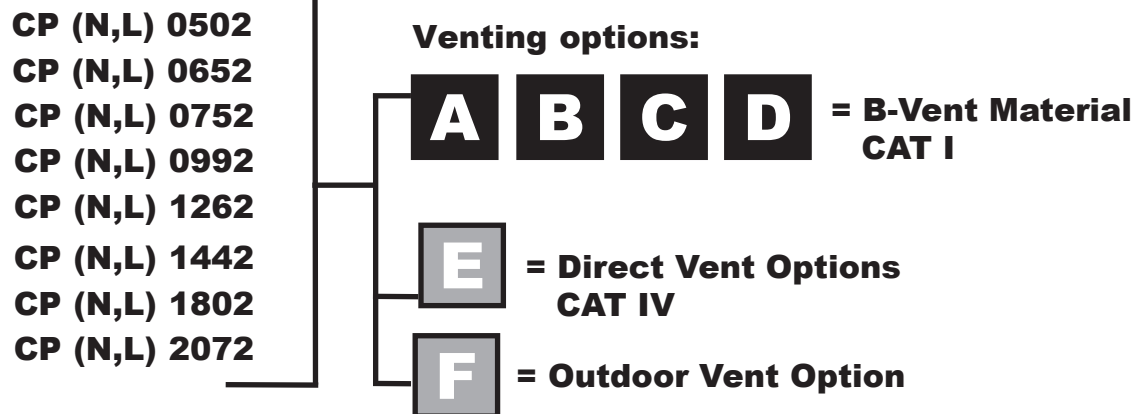 CP (N,L) 0502
CP (N,L) 0652
CP (N,L) 0752
CP (N,L) 0992
CP (N,L) 1262
CP (N,L) 1442
CP (N,L) 1802
CP (N,L) 2072
Venting options:
A B C D = B-Vent Material
CAT I
E = Direct Vent Options
CAT IV
F = Outdoor Vent Option